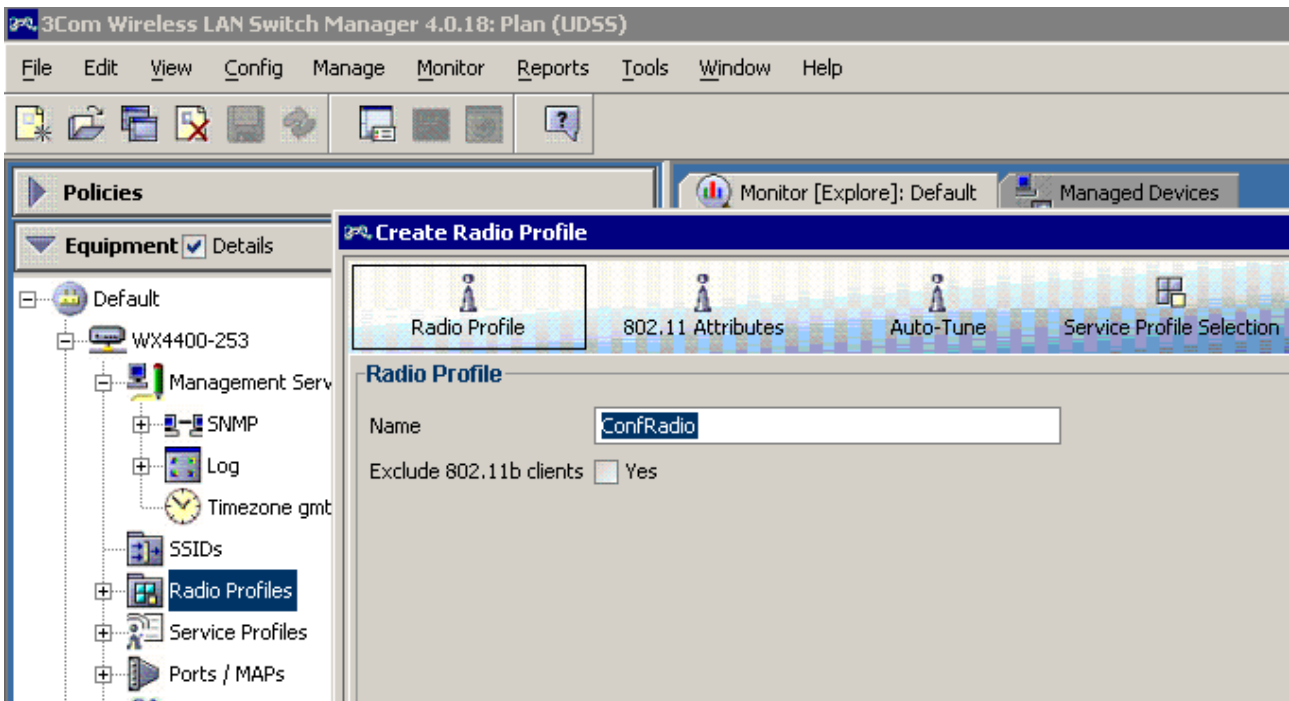 3Com Wireless LAN Switch Manager 4.0.18: Plan (UDSS)
File Edit View Config Manage Monitor Reports Tools Window Help
Policies
Monitor [Explore]: Default Managed Devices
Equipment Details
Create Radio Profile
Default
Radio Profile 802.11 Attributes Auto-Tune Service Profile Selection
WX4400-253
Radio Profile
Management Serv
Name ConfRadio
SNMP
Exclude 802.11b clients Yes
Log
Timezone gmt
SSIDs
Radio Profiles
Service Profiles
Ports / MAPs